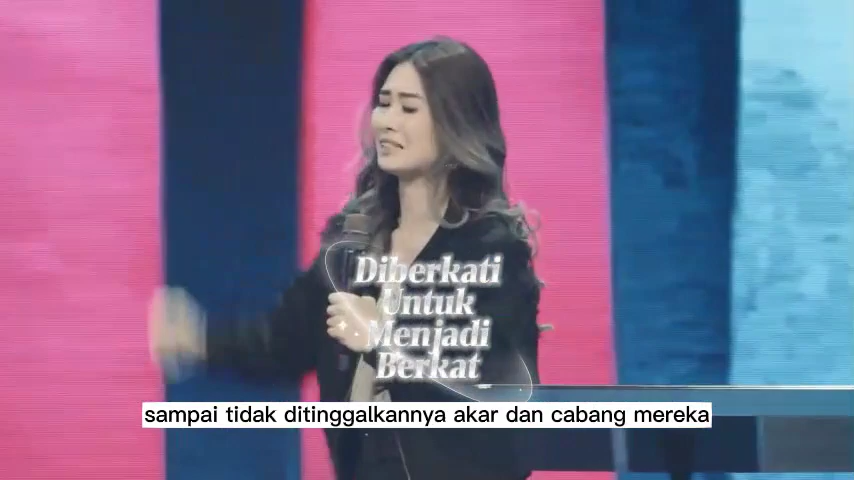 Diberkati
Untuk
Menjadi
Berkat
sampai tidak ditinggalkannya akar dan cabang mereka